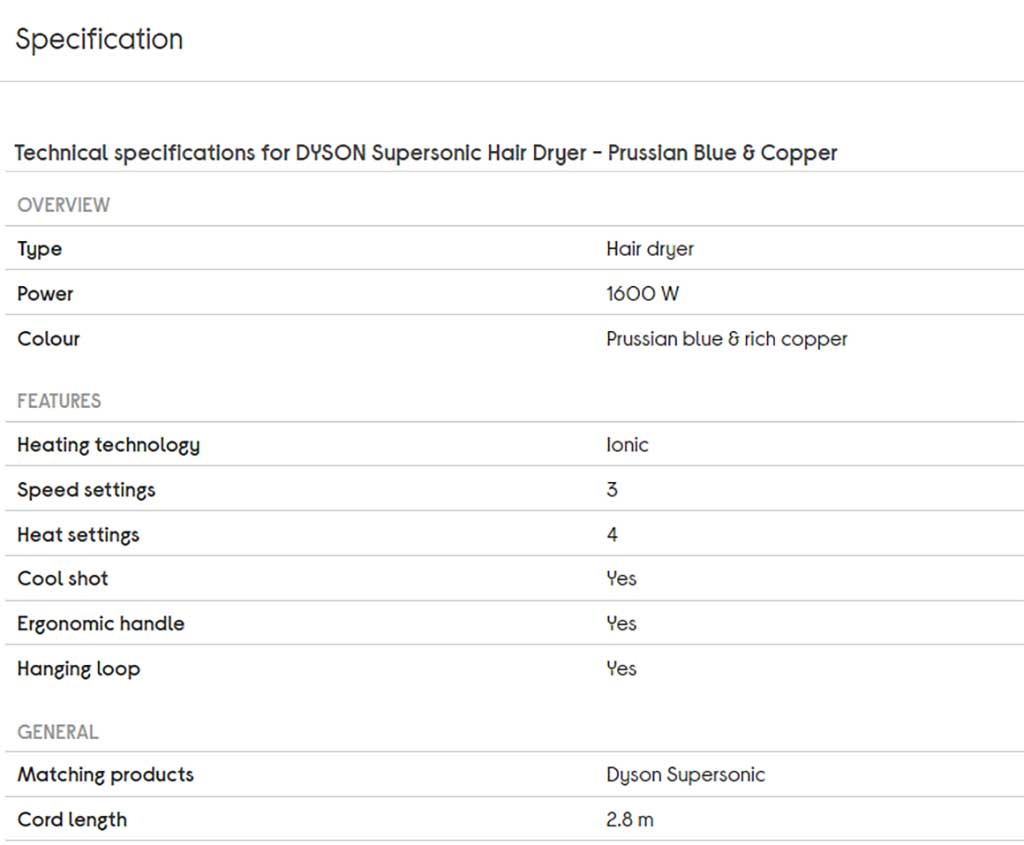 Specification
Technical specifications for DYSON Supersonic Hair Dryer - Prussian Blue & Copper
OVERVIEW
Type Hair dryer
Power 1600 W
Colour Prussian blue & rich copper
FEATURES
Heating technology Ionic
Speed settings 3
Heat settings 4
Cool shot Yes
Ergonomic handle Yes
Hanging loop Yes
GENERAL
Matching products Dyson Supersonic
Cord length 2.8 m